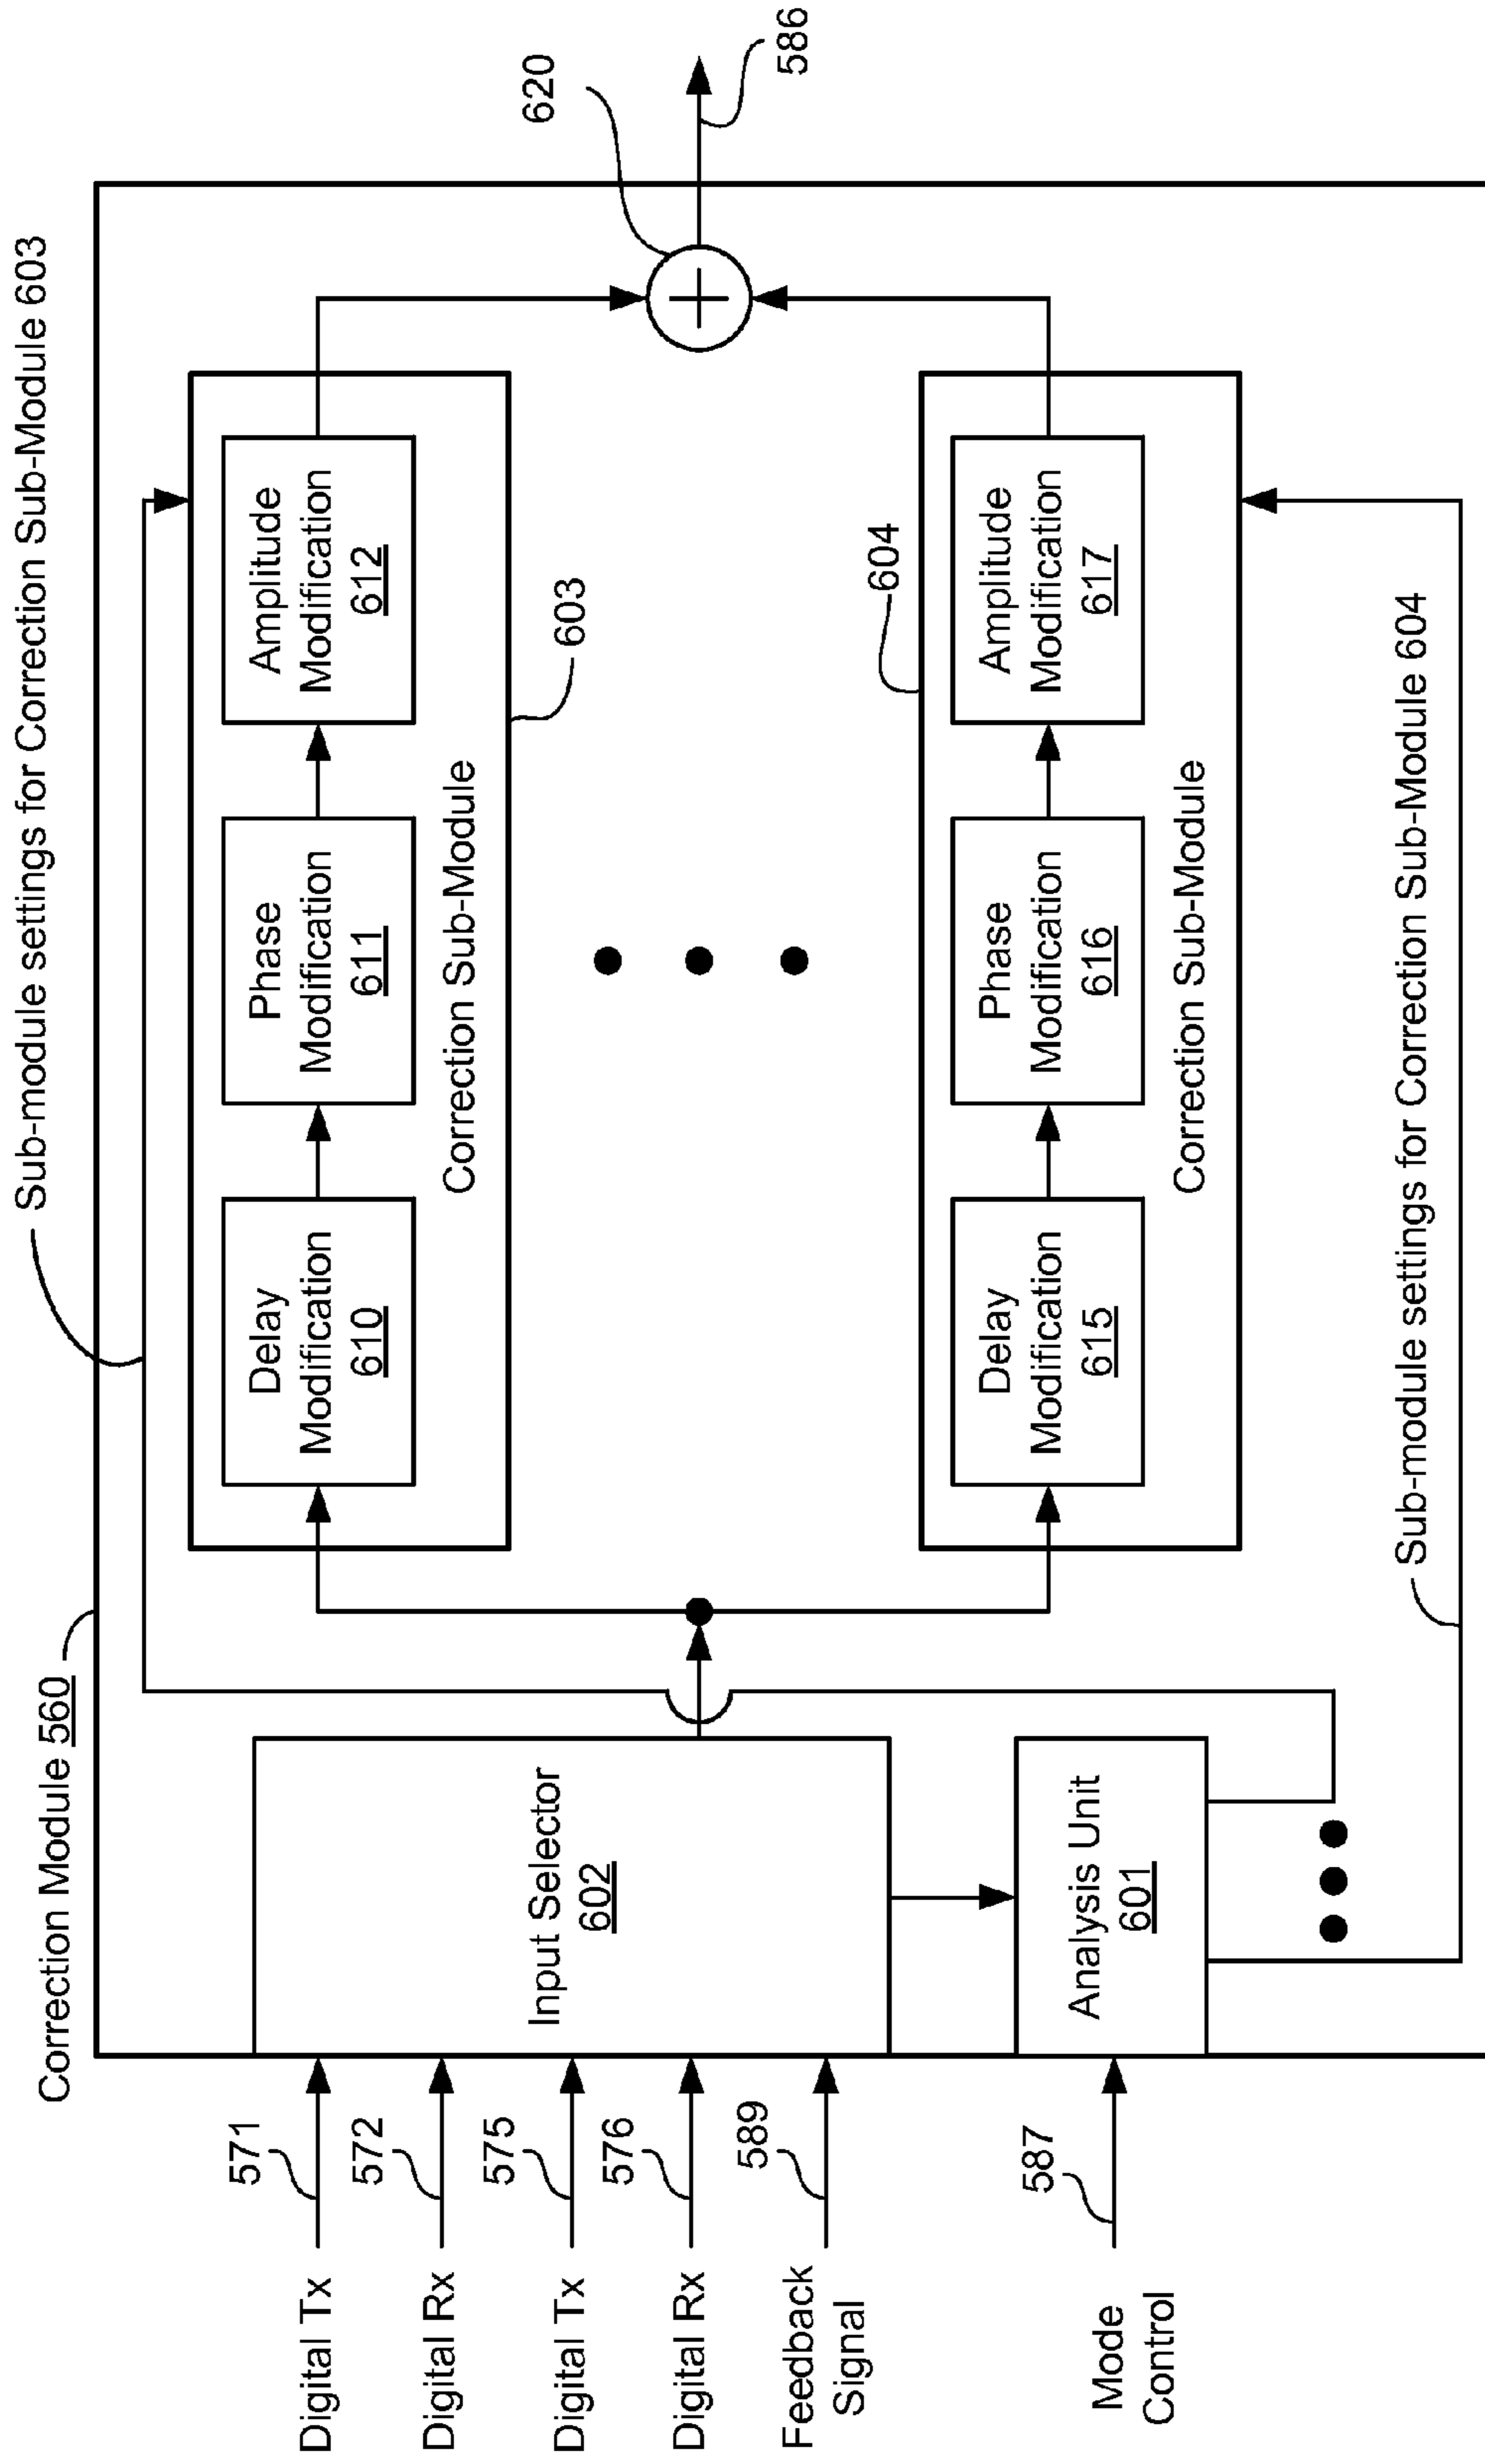 Correction Module 560
Sub-module settings for Correction Sub-Module 603
Digital Tx
571
Digital Rx
572
Digital Tx
575
Digital Rx
576
Feedback
Signal
589
Mode
Control
587
Input Selector
602
Analysis Unit
601
Delay
Modification
610
Phase
Modification
611
Amplitude
Modification
612
Correction Sub-Module
603
604
Delay
Modification
615
Phase
Modification
616
Amplitude
Modification
617
Correction Sub-Module
620
586
Sub-module settings for Correction Sub-Module 604